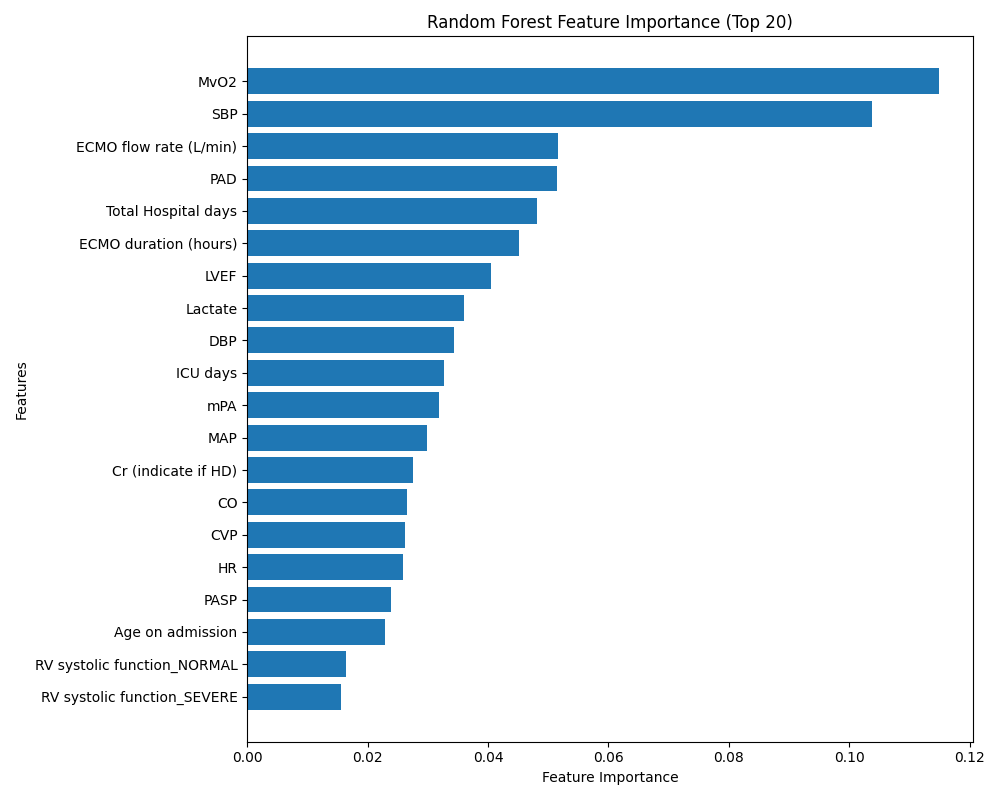 Random Forest Feature Importance (Top 20)
Features
MvO2
SBP
ECMO flow rate (L/min)
PAD
Total Hospital days
ECMO duration (hours)
LVEF
Lactate
DBP
ICU days
mPA
MAP
Cr (indicate if HD)
CO
CVP
HR
PASP
Age on admission
RV systolic function_NORMAL
RV systolic function_SEVERE
0.00 0.02 0.04 0.06 0.08 0.10 0.12
Feature Importance